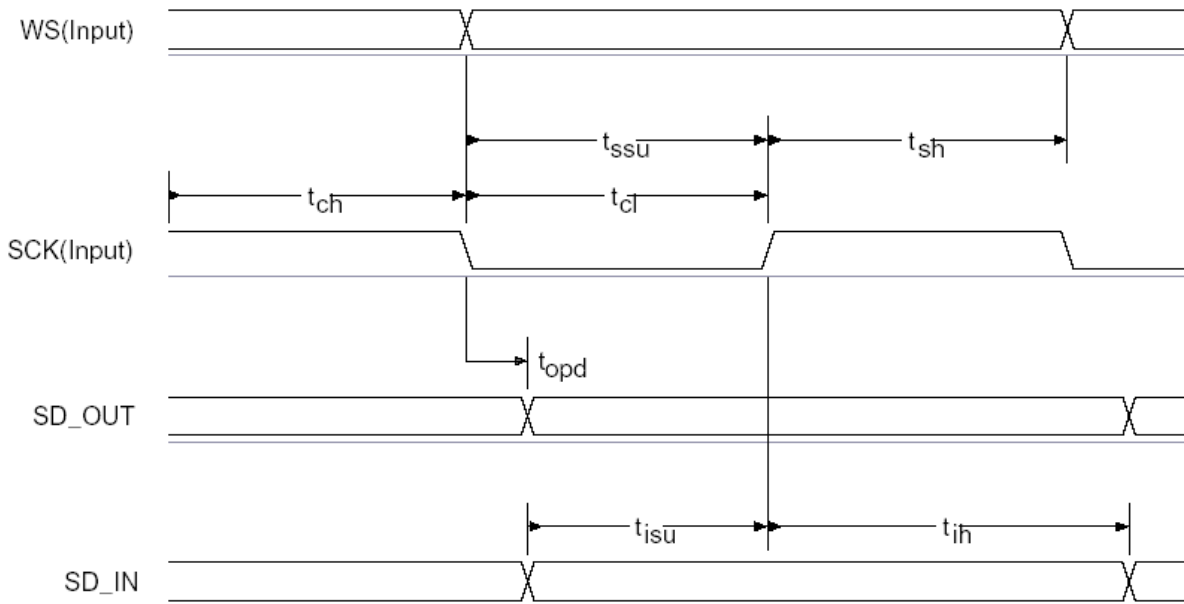 WS(Input)
tssu
tsh
tch
tcl
SCK(Input)
topd
SD_OUT
tisu
tih
SD_IN